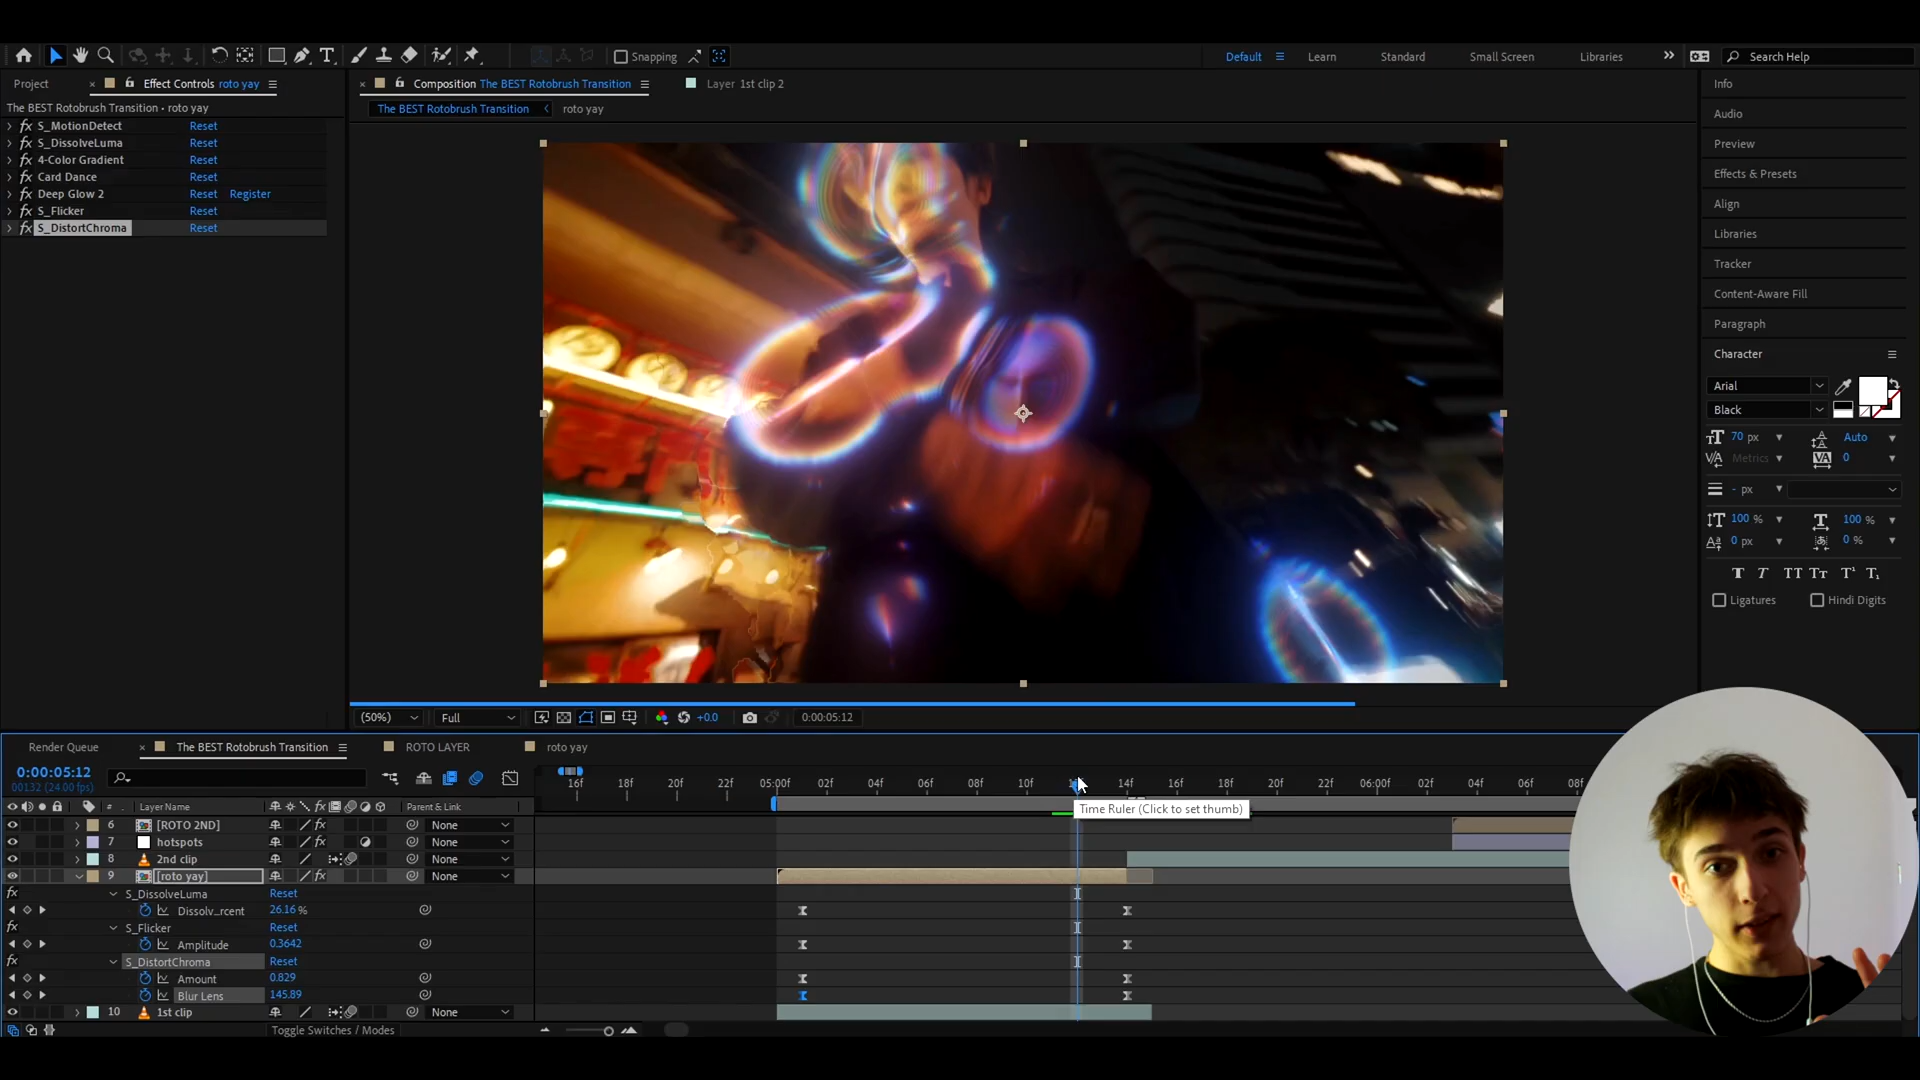 Snapping
Default
Learn
Standard
Small Screen
Libraries
Search Help
Project
Effect Controls roto yay
Composition The BEST Rotobrush Transition
Layer 1st clip 2
The BEST Rotobrush Transition • roto yay
The BEST Rotobrush Transition
roto yay
fx S_MotionDetect Reset
fx S_DissolveLuma Reset
fx 4-Color Gradient Reset
fx Card Dance Reset
fx Deep Glow 2 Reset Register
fx S_Flicker Reset
fx S_DistortChroma Reset
Info
Audio
Preview
Effects & Presets
Align
Libraries
Tracker
Content-Aware Fill
Paragraph
Character
Arial
Black
70 px
Auto
Metrics
0
- px
100 %
100 %
0 px
0 %
T T TT Tт T¹ T₁
Ligatures
Hindi Digits
(50%)
Full
+0.0
0:00:05:12
Render Queue
The BEST Rotobrush Transition
ROTO LAYER
roto yay
0:00:05:12
00132 (24.00 fps)
16f 18f 20f 22f 05:00f 02f 04f 06f 08f 10f 14f 16f 18f 20f 22f 06:00f 02f 04f 06f 08f
# Layer Name Parent & Link
Time Ruler (Click to set thumb)
6 [ROTO 2ND] fx None
7 hotspots None
8 2nd clip None
9 [roto yay] fx None
fx S_DissolveLuma Reset
Dissolv...rcent 26.16 %
fx S_Flicker Reset
Amplitude 0.3642
fx S_DistortChroma Reset
Amount 0.829
Blur Lens 145.89
10 1st clip None
Toggle Switches / Modes